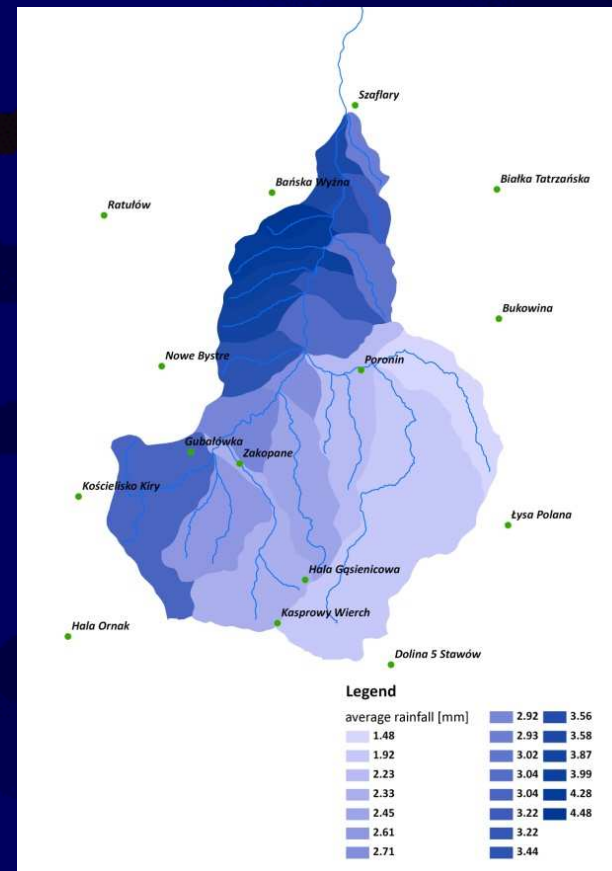 Szaflary
Bańska Wyżna
Białka Tatrzańska
Ratułów
Bukowina
Nowe Bystre
Poronin
Gubałówka
Zakopane
Kościelisko Kiry
Łysa Polana
Hala Gąsienicowa
Kasprowy Wierch
Hala Ornak
Dolina 5 Stawów
Legend
average rainfall [mm]
1.48
1.92
2.23
2.33
2.45
2.61
2.71
2.92
2.93
3.02
3.04
3.04
3.22
3.22
3.44
3.56
3.58
3.87
3.99
4.28
4.48